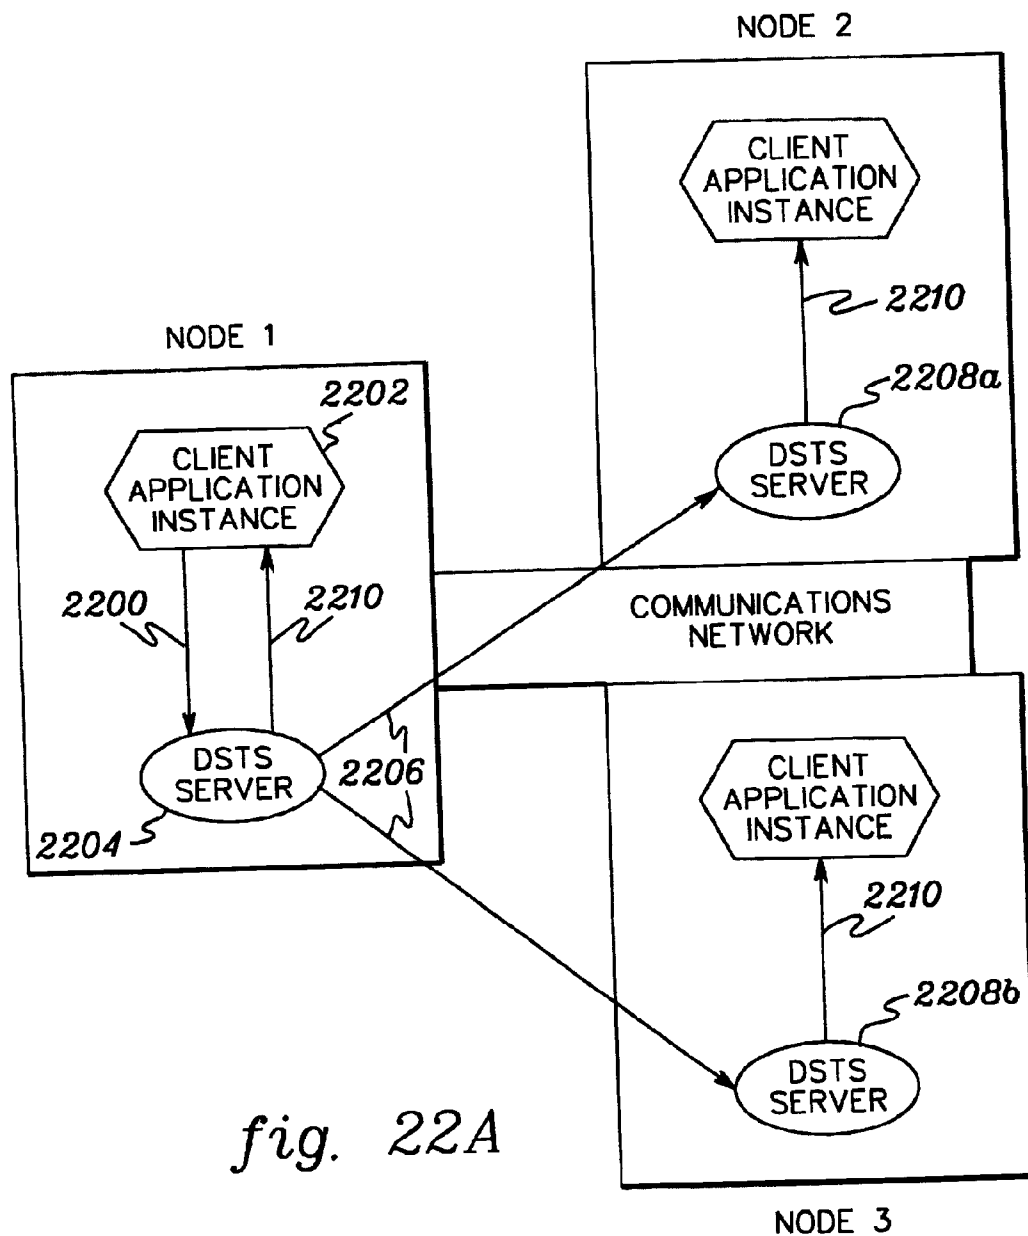 NODE 2
CLIENT
APPLICATION
INSTANCE
2210
2208a
DSTS
SERVER
NODE 1
2202
CLIENT
APPLICATION
INSTANCE
2200
2210
DSTS
SERVER
2204
2206
COMMUNICATIONS
NETWORK
CLIENT
APPLICATION
INSTANCE
2210
2208b
DSTS
SERVER
NODE 3
fig. 22A